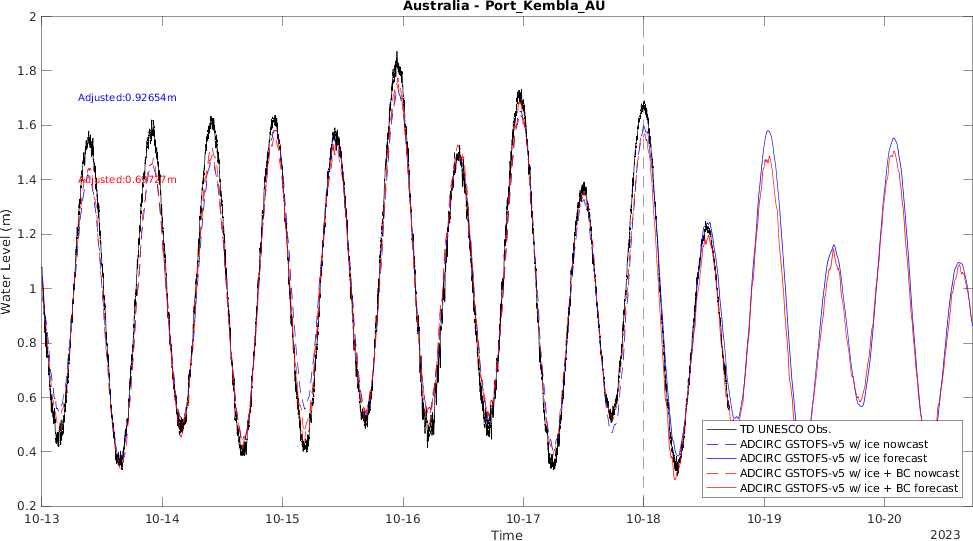 Australia - Port_Kembla_AU
2
1.8
1.6
1.4
1.2
1
0.8
0.6
0.4
0.2
Water Level (m)
Adjusted:0.92654m
Adjusted:0.69727m
TD UNESCO Obs.
ADCIRC GSTOFS-v5 w/ ice nowcast
ADCIRC GSTOFS-v5 w/ ice forecast
ADCIRC GSTOFS-v5 w/ ice + BC nowcast
ADCIRC GSTOFS-v5 w/ ice + BC forecast
10-13 10-14 10-15 10-16 10-17 10-18 10-19 10-20
Time
2023